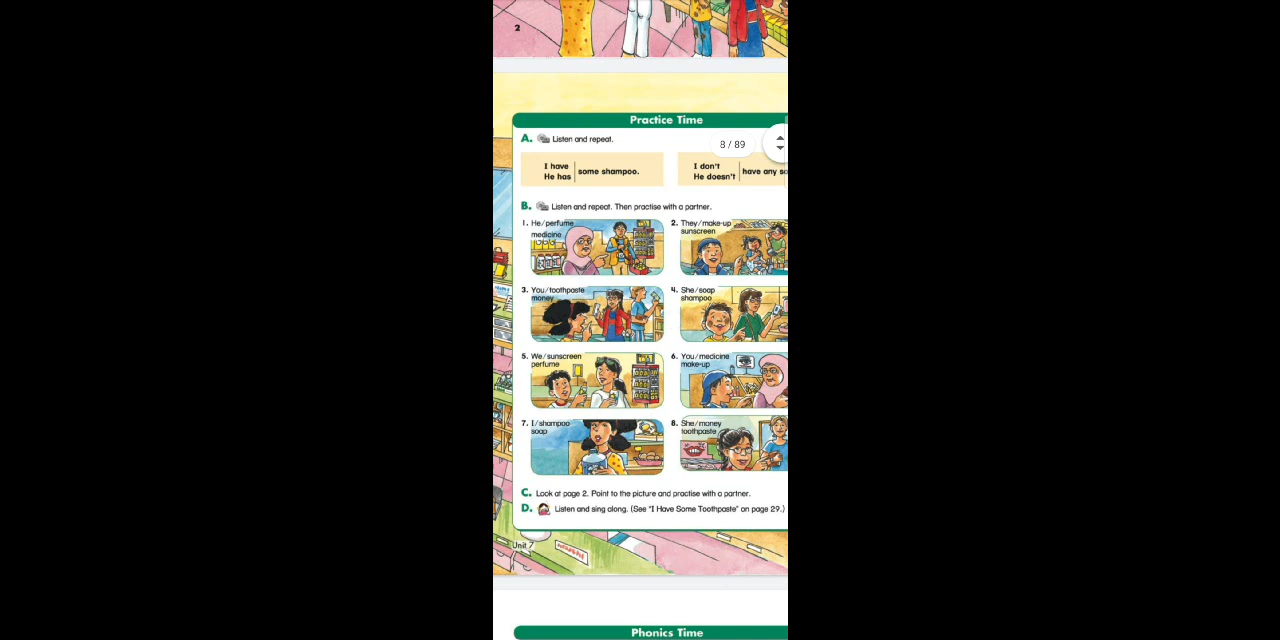 2
Practice Time
A. Listen and repeat.
8 / 89
I have
He has
some shampoo.
I don't
He doesn't
have any
B. Listen and repeat. Then practise with a partner.
1. He/perfume
medicine
2. They/make-up
sunscreen
3. You/toothpaste
money
4. She/soap
shampoo
5. We/sunscreen
perfume
6. You/medicine
make-up
7. I/shampoo
soap
8. She/money
toothpaste
C. Look at page 2. Point to the picture and practise with a partner.
D. Listen and sing along. (See "I Have Some Toothpaste" on page 29.)
Unit 7
Phonics Time